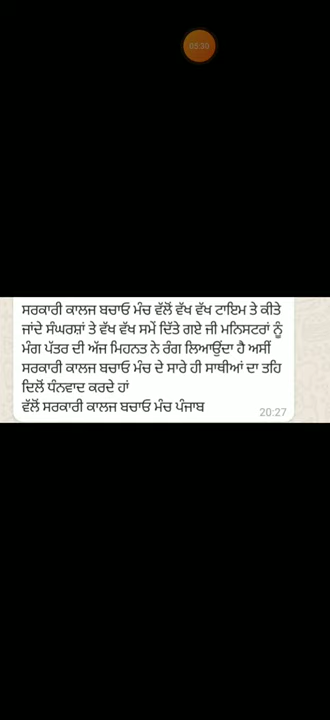 05:30
ਸਰਕਾਰੀ ਕਾਲਜ ਬਚਾਓ ਮੰਚ ਵੱਲੋਂ ਵੱਖ ਵੱਖ ਟਾਇਮ ਤੇ ਕੀਤੇ
ਜਾਂਦੇ ਸੰਘਰਸ਼ਾਂ ਤੇ ਵੱਖ ਵੱਖ ਸਮੇਂ ਦਿੱਤੇ ਗਏ ਜੀ ਮਨਿਸਟਰਾਂ ਨੂੰ
ਮੰਗ ਪੱਤਰ ਦੀ ਅੱਜ ਮਿਹਨਤ ਨੇ ਰੰਗ ਲਿਆਉਂਦਾ ਹੈ ਅਸੀਂ
ਸਰਕਾਰੀ ਕਾਲਜ ਬਚਾਓ ਮੰਚ ਦੇ ਸਾਰੇ ਹੀ ਸਾਥੀਆਂ ਦਾ ਤਹਿ
ਦਿਲੋਂ ਧੰਨਵਾਦ ਕਰਦੇ ਹਾਂ
ਵੱਲੋਂ ਸਰਕਾਰੀ ਕਾਲਜ ਬਚਾਓ ਮੰਚ ਪੰਜਾਬ
20:27